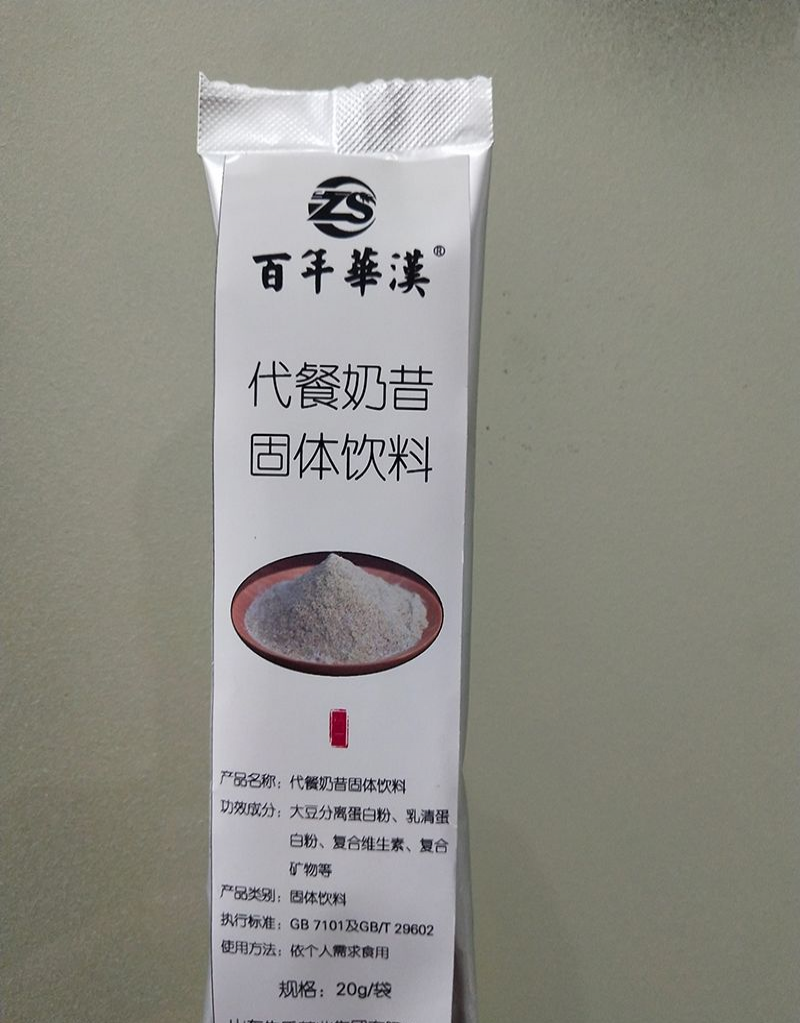 ZS
百年華漢®
代餐奶昔
固体饮料
产品名称：代餐奶昔固体饮料
功效成分：大豆分离蛋白粉、乳清蛋
白粉、复合维生素、复合
矿物等
产品类别：固体饮料
执行标准：GB 7101及GB/T 29602
使用方法：依个人需求食用
规格：20g/袋